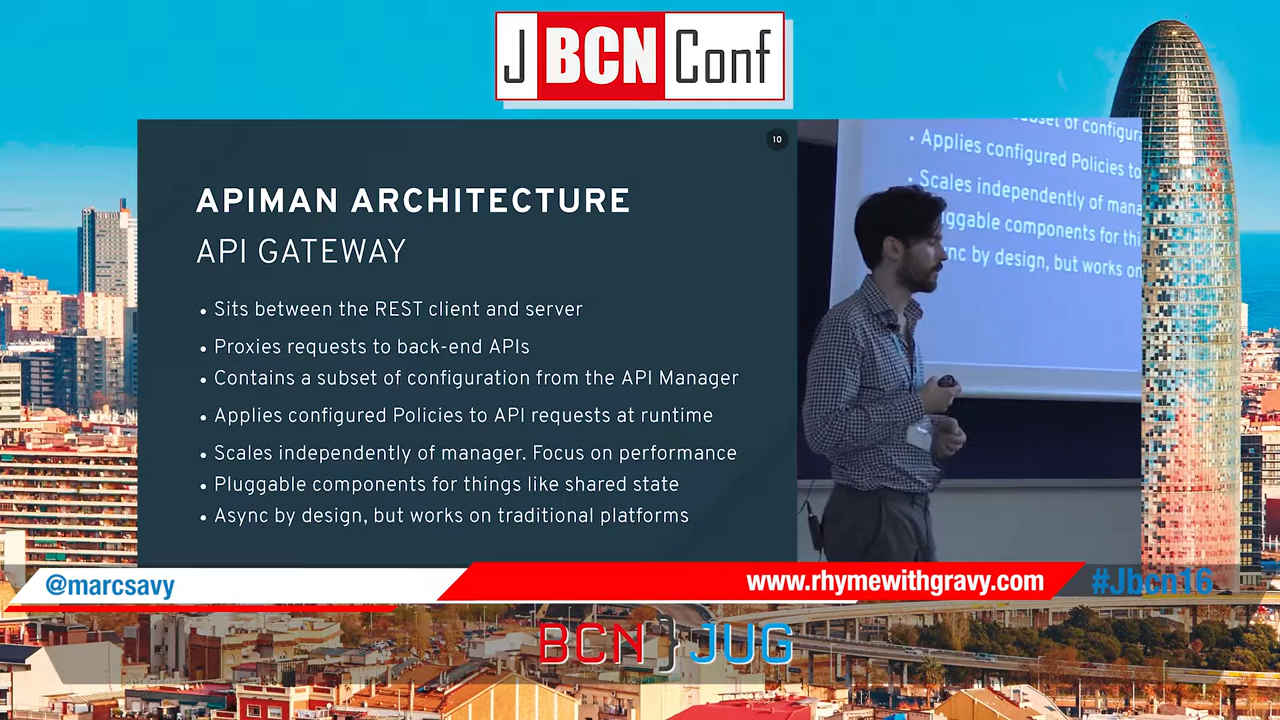 J BCN Conf
10
APIMAN ARCHITECTURE
API GATEWAY
• Sits between the REST client and server
• Proxies requests to back-end APIs
• Contains a subset of configuration from the API Manager
• Applies configured Policies to API requests at runtime
• Scales independently of manager. Focus on performance
• Pluggable components for things like shared state
• Async by design, but works on traditional platforms
of configur
• Applies configured Policies to
• Scales independently of mana
components for thi
by design, but works on
@marcsavy
www.rhymewithgravy.com
#Jbcn16
BCN } JUG